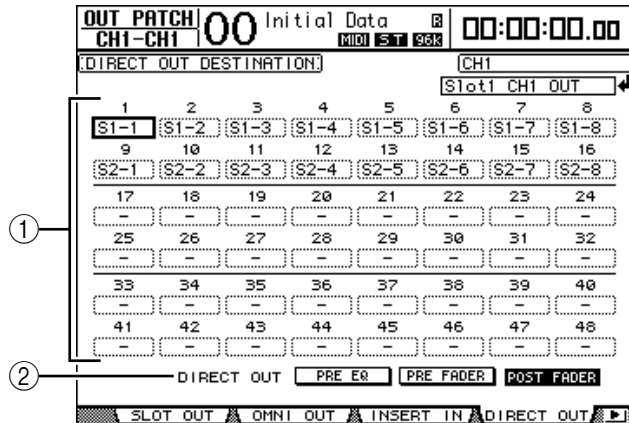 OUT PATCH 00 Initial Data R 00:00:00.00
CH1-CH1 MIDI ST 96k
DIRECT OUT DESTINATION CH1
Slot1 CH1 OUT
1 2 3 4 5 6 7 8
S1-1 S1-2 S1-3 S1-4 S1-5 S1-6 S1-7 S1-8
9 10 11 12 13 14 15 16
S2-1 S2-2 S2-3 S2-4 S2-5 S2-6 S2-7 S2-8
17 18 19 20 21 22 23 24
- - - - - - - -
① 25 26 27 28 29 30 31 32
- - - - - - - -
33 34 35 36 37 38 39 40
- - - - - - - -
41 42 43 44 45 46 47 48
- - - - - - - -
② DIRECT OUT PRE EQ PRE FADER POST FADER
SLOT OUT OMNI OUT INSERT IN DIRECT OUT